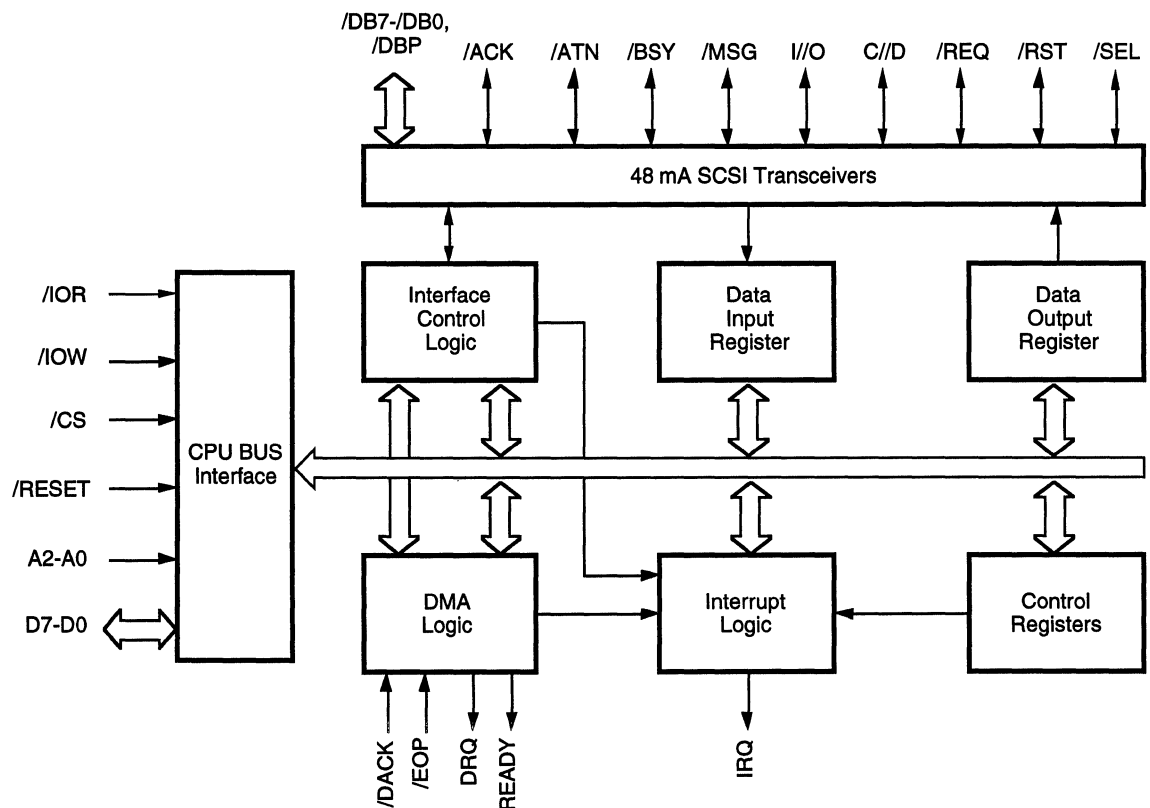 /DB7-/DB0,
/DBP
/ACK
/ATN
/BSY
/MSG
I//O
C//D
/REQ
/RST
/SEL
48 mA SCSI Transceivers
/IOR
/IOW
/CS
/RESET
A2-A0
D7-D0
CPU BUS
Interface
Interface
Control
Logic
Data
Input
Register
Data
Output
Register
DMA
Logic
Interrupt
Logic
Control
Registers
/DACK
/EOP
DRQ
READY
IRQ